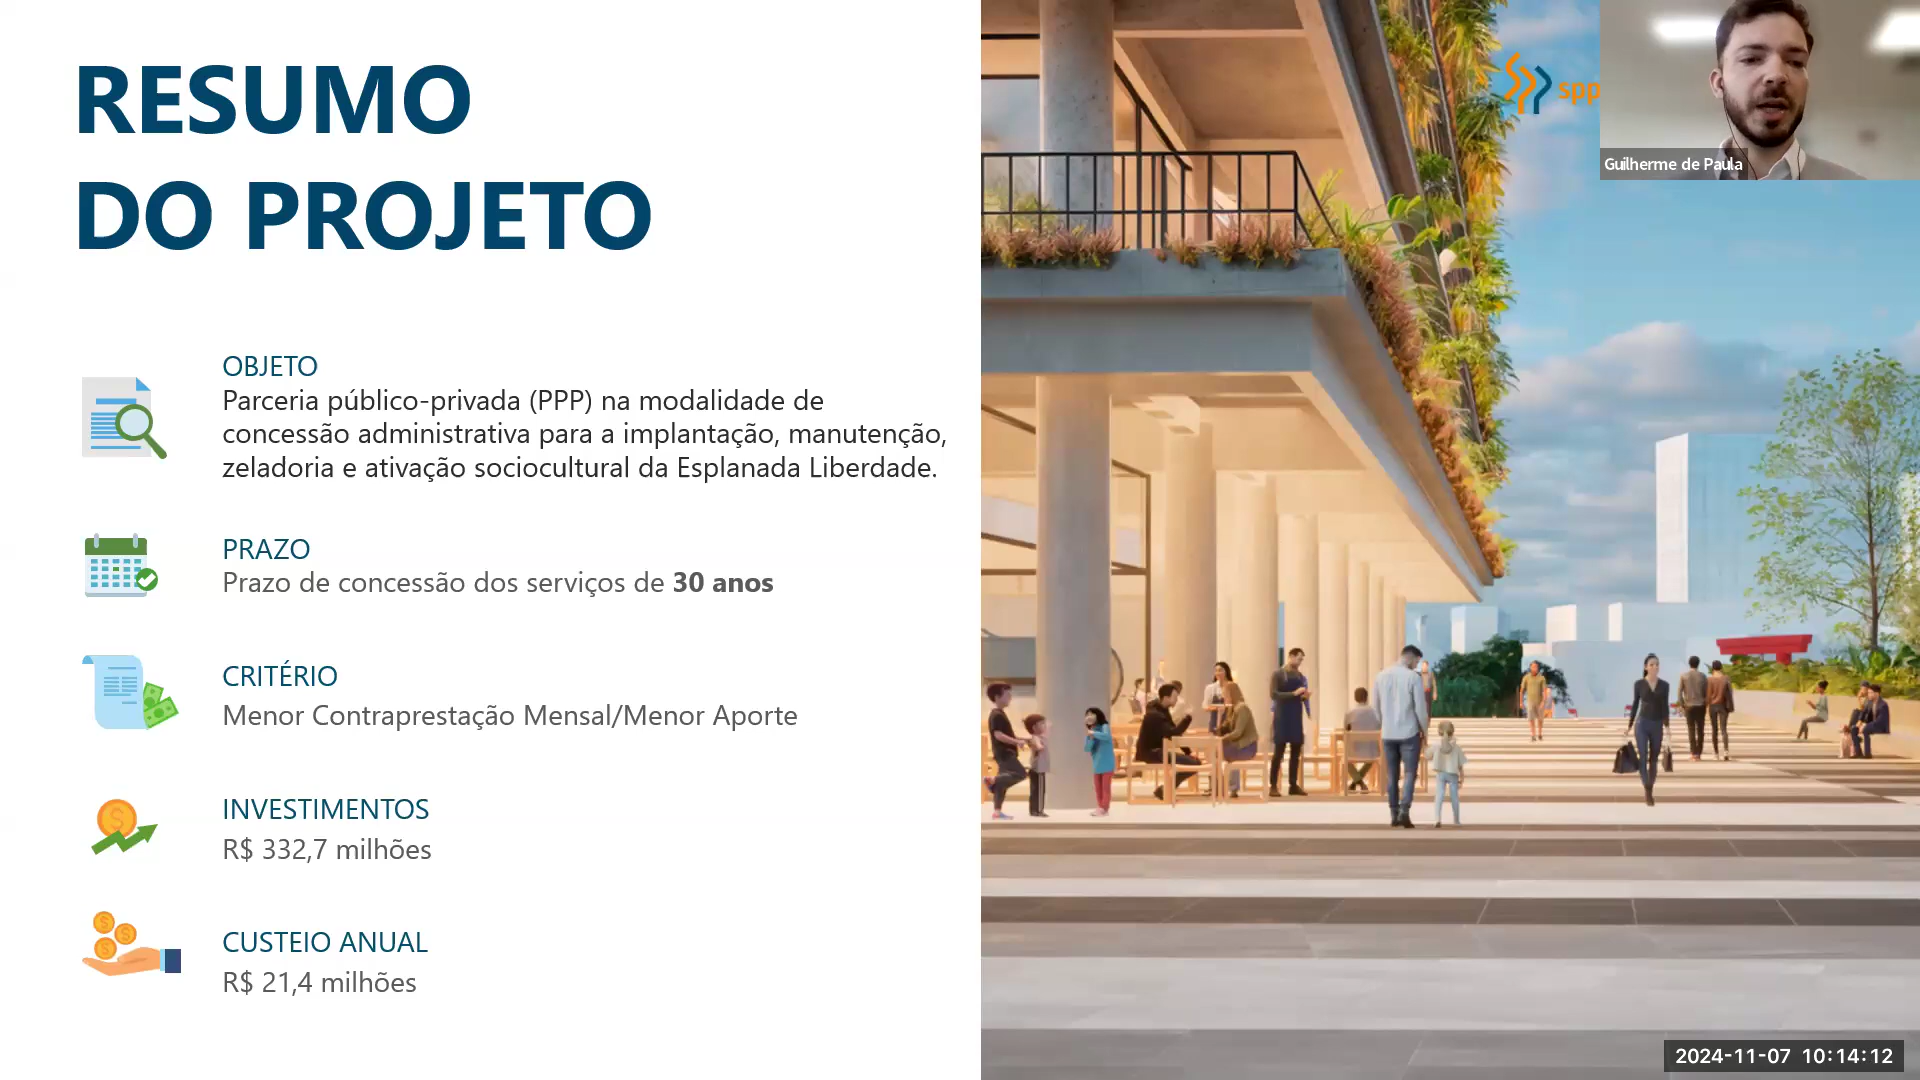 RESUMO
DO PROJETO
OBJETO
Parceria público-privada (PPP) na modalidade de
concessão administrativa para a implantação, manutenção,
zeladoria e ativação sociocultural da Esplanada Liberdade.
PRAZO
Prazo de concessão dos serviços de 30 anos
CRITÉRIO
Menor Contraprestação Mensal/Menor Aporte
INVESTIMENTOS
R$ 332,7 milhões
CUSTEIO ANUAL
R$ 21,4 milhões
spp
Guilherme de Paula
2024-11-07 10:14:12